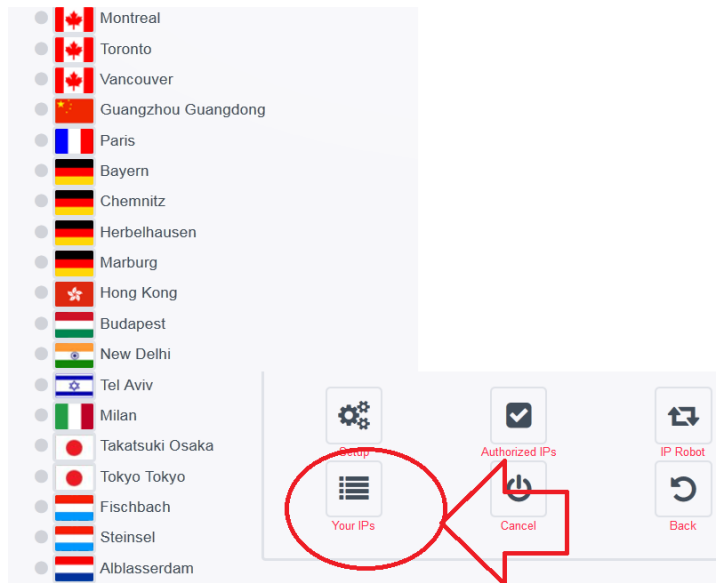 Montreal
Toronto
Vancouver
Guangzhou Guangdong
Paris
Bayern
Chemnitz
Herbelhausen
Marburg
Hong Kong
Budapest
New Delhi
Tel Aviv
Milan
Takatsuki Osaka
Tokyo Tokyo
Fischbach
Steinsel
Alblasserdam
Setup
Authorized IPs
IP Robot
Your IPs
Cancel
Back